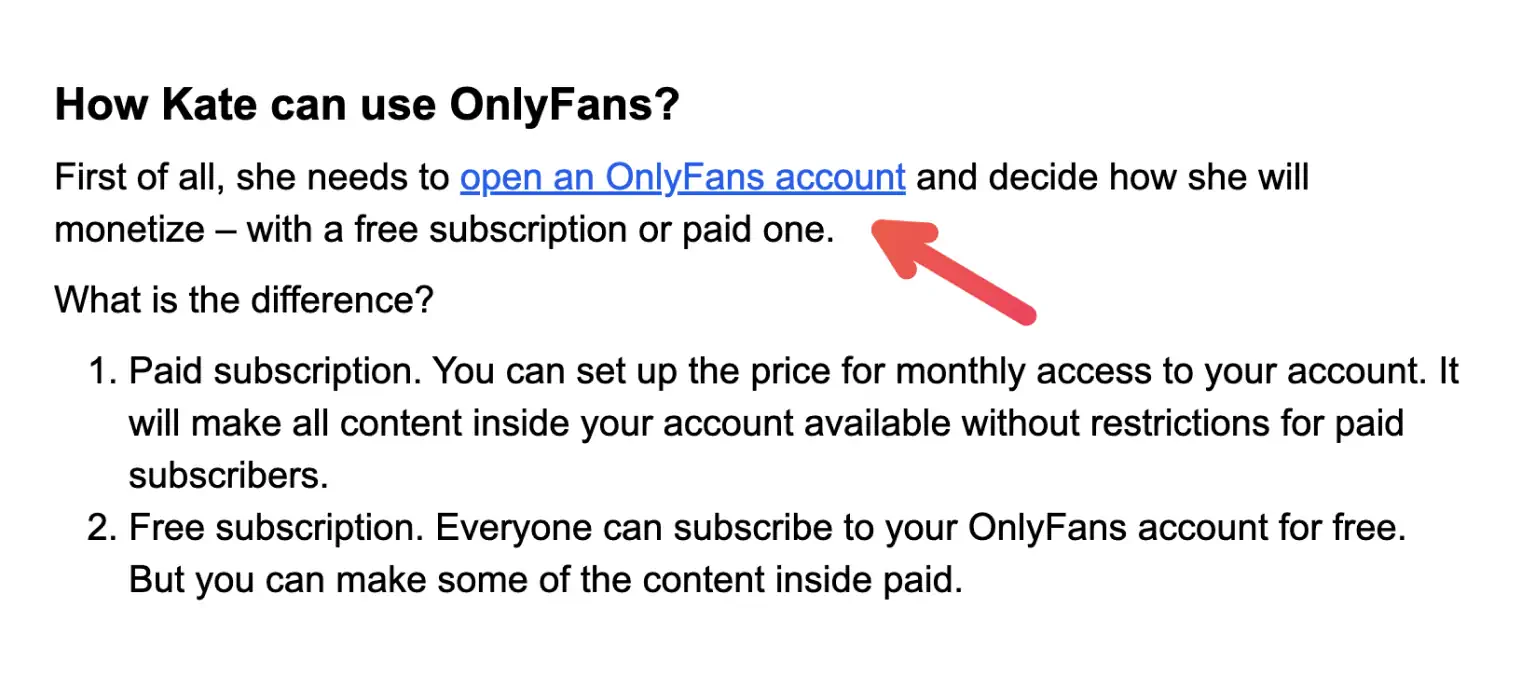 How Kate can use OnlyFans?
First of all, she needs to open an OnlyFans account and decide how she will
monetize – with a free subscription or paid one.
What is the difference?
1. Paid subscription. You can set up the price for monthly access to your account. It
will make all content inside your account available without restrictions for paid
subscribers.
2. Free subscription. Everyone can subscribe to your OnlyFans account for free.
But you can make some of the content inside paid.